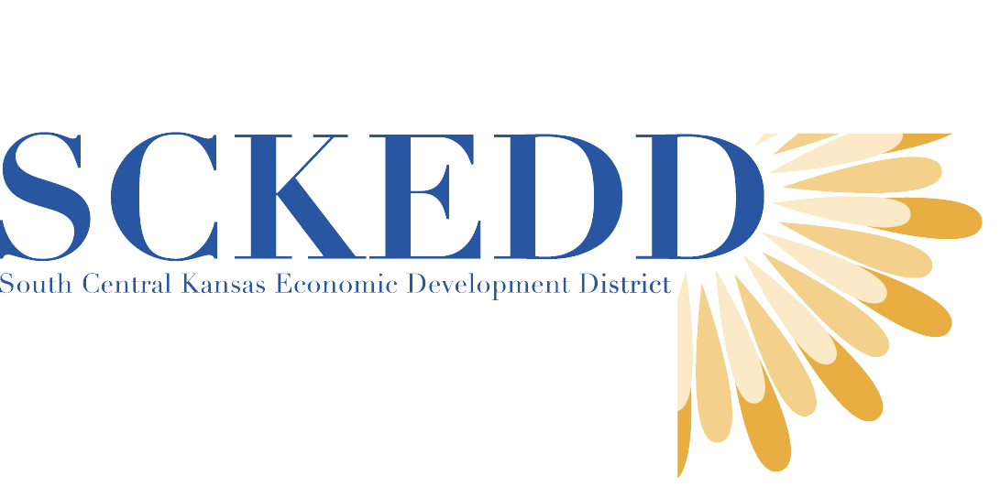 SCKEDD
South Central Kansas Economic Development District